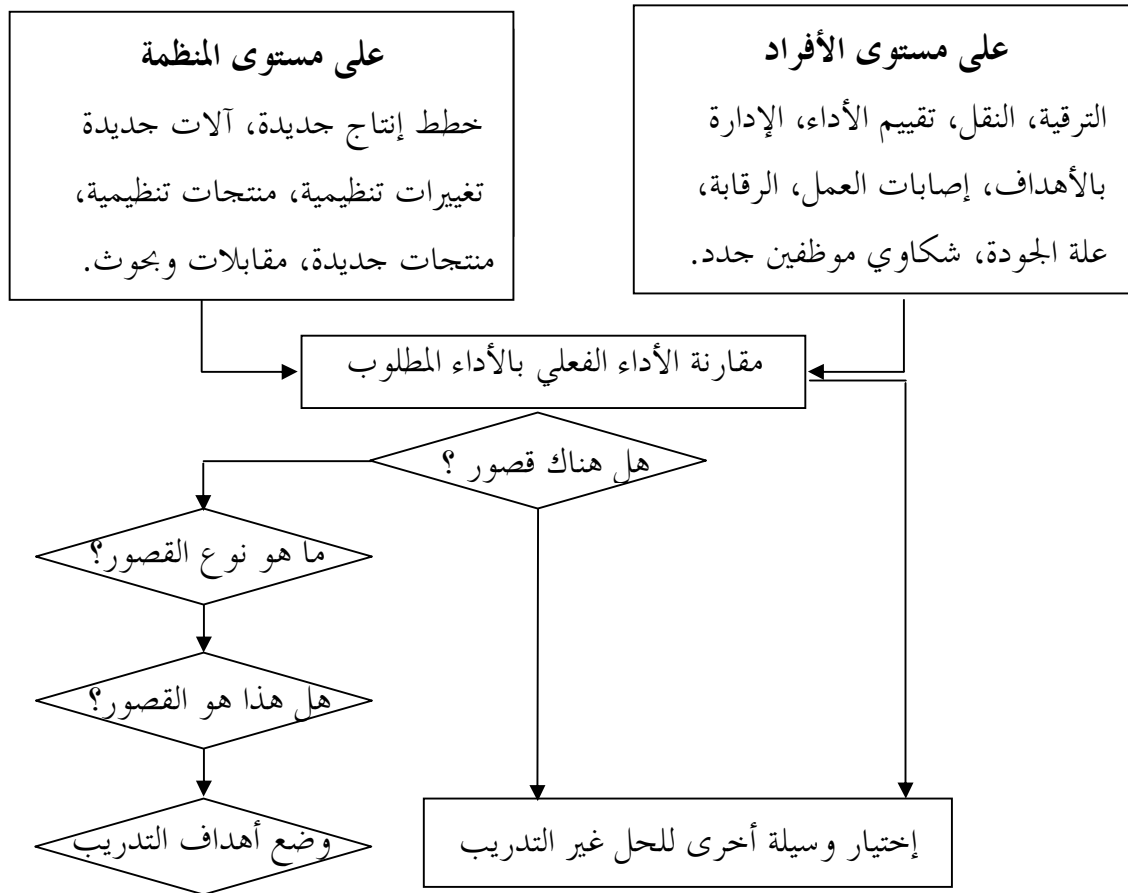 على مستوى الأفراد
الترقية، النقل، تقييم الأداء، الإدارة
بالأهداف، إصابات العمل، الرقابة،
علة الجودة، شكاوي موظفين جدد.
على مستوى المنظمة
خطط إنتاج جديدة، آلات جديدة
تغييرات تنظيمية، منتجات تنظيمية،
منتجات جديدة، مقابلات وبحوث.
مقارنة الأداء الفعلي بالأداء المطلوب
هل هناك قصور ؟
ما هو نوع القصور؟
هل هذا هو القصور؟
وضع أهداف التدريب
إختيار وسيلة أخرى للحل غير التدريب